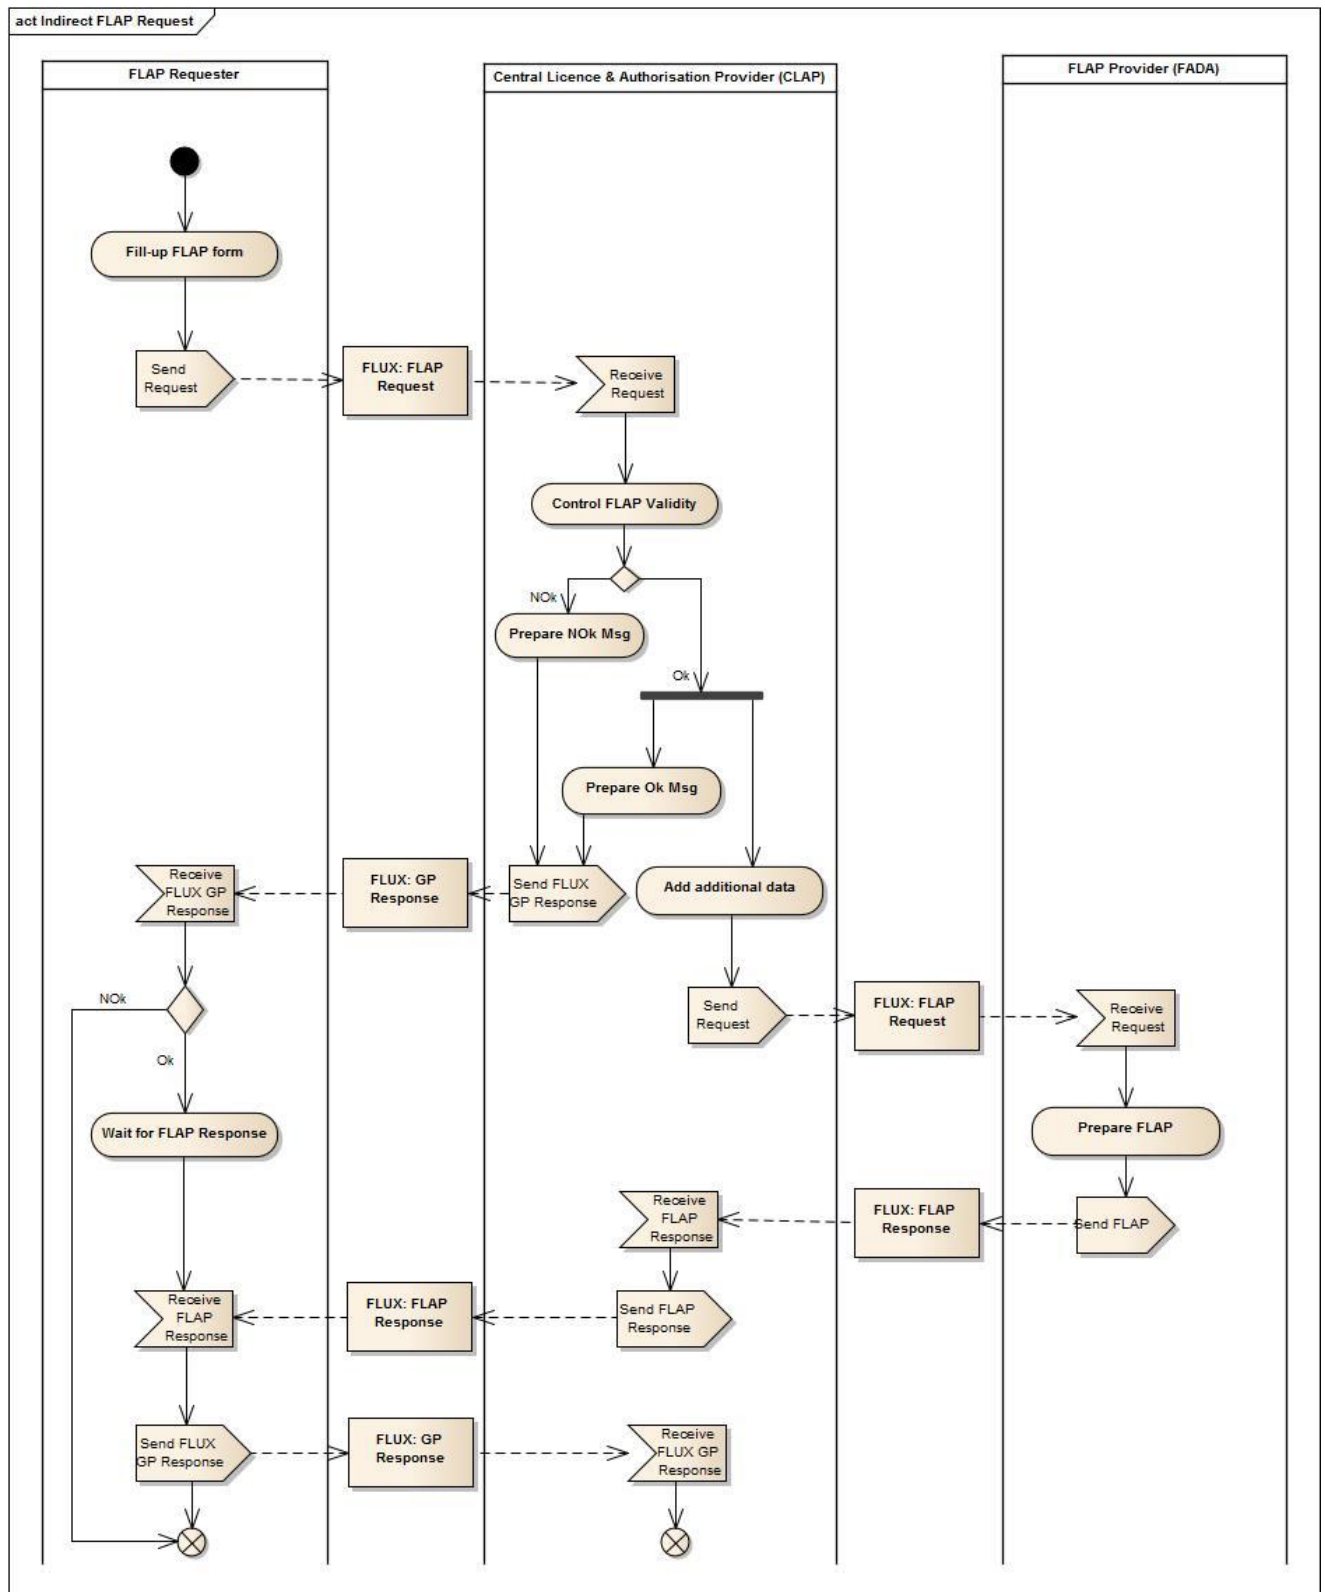 act Indirect FLAP Request
FLAP Requester
Central Licence & Authorisation Provider (CLAP)
FLAP Provider (FADA)
Fill-up FLAP form
Send
Request
FLUX: FLAP
Request
Receive
Request
Control FLAP Validity
NOk
Prepare NOk Msg
Ok
Prepare Ok Msg
Receive
FLUX GP
Response
FLUX: GP
Response
Send FLUX
GP Response
Add additional data
NOk
Ok
Send
Request
FLUX: FLAP
Request
Receive
Request
Wait for FLAP Response
Prepare FLAP
Receive
FLAP
Response
FLUX: FLAP
Response
Send FLAP
Receive
FLAP
Response
FLUX: FLAP
Response
Send FLAP
Response
Send FLUX
GP Response
FLUX: GP
Response
Receive
FLUX GP
Response